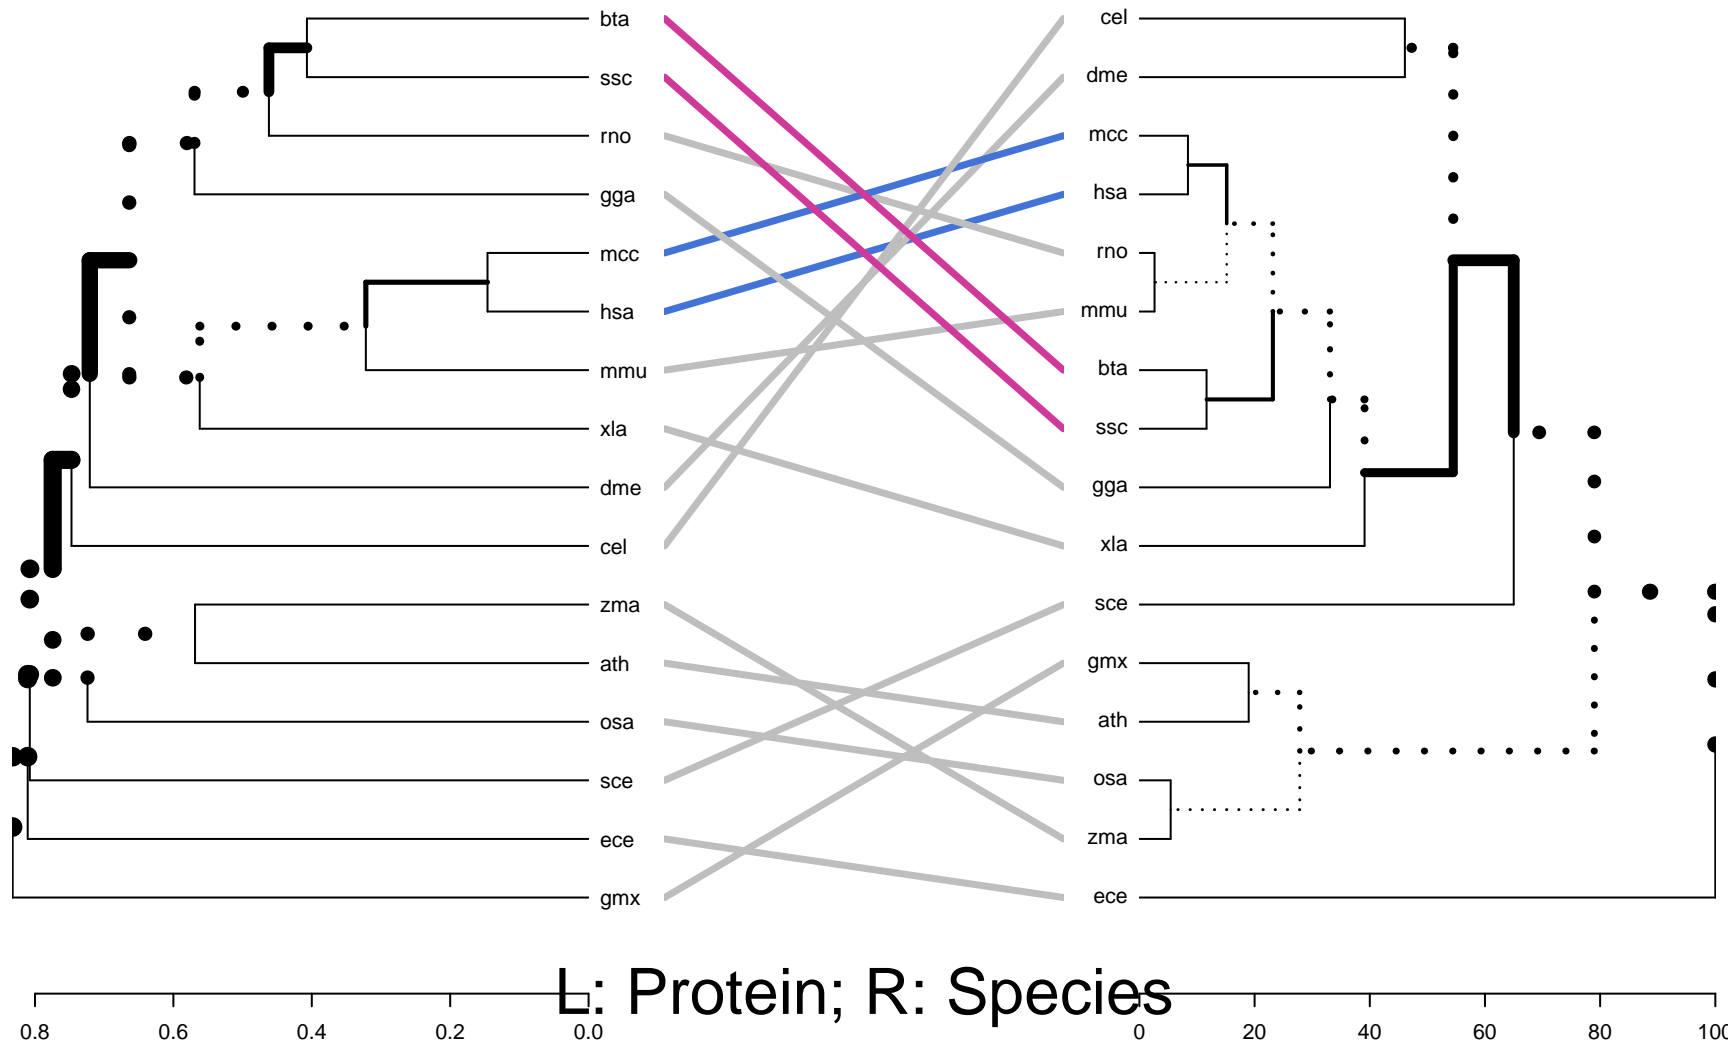 bta cel
ssc dme
rno mcc
gga hsa
mcc rno
hsa mmu
mmu bta
xla ssc
dme gga
cel xla
zma sce
ath gmx
osa ath
sce osa
ece zma
gmx ece
L: Protein; R: Species
0.8 0.6 0.4 0.2 0.0 0 20 40 60 80 100